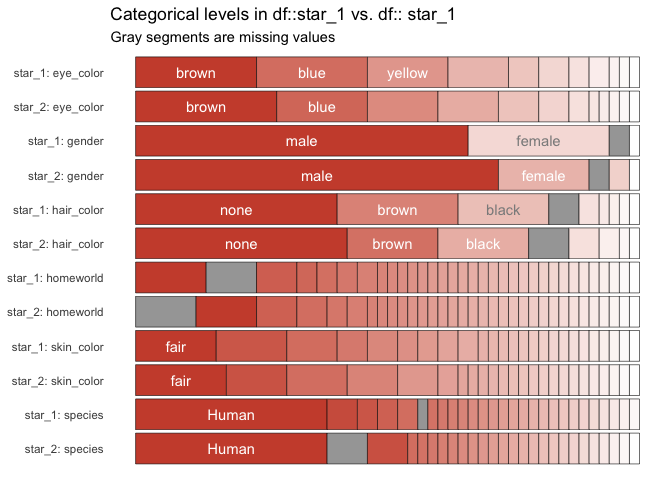 Categorical levels in df::star_1 vs. df:: star_1
Gray segments are missing values
star_1: eye_color brown blue yellow
star_2: eye_color brown blue
star_1: gender male female
star_2: gender male female
star_1: hair_color none brown black
star_2: hair_color none brown black
star_1: homeworld
star_2: homeworld
star_1: skin_color fair
star_2: skin_color fair
star_1: species Human
star_2: species Human